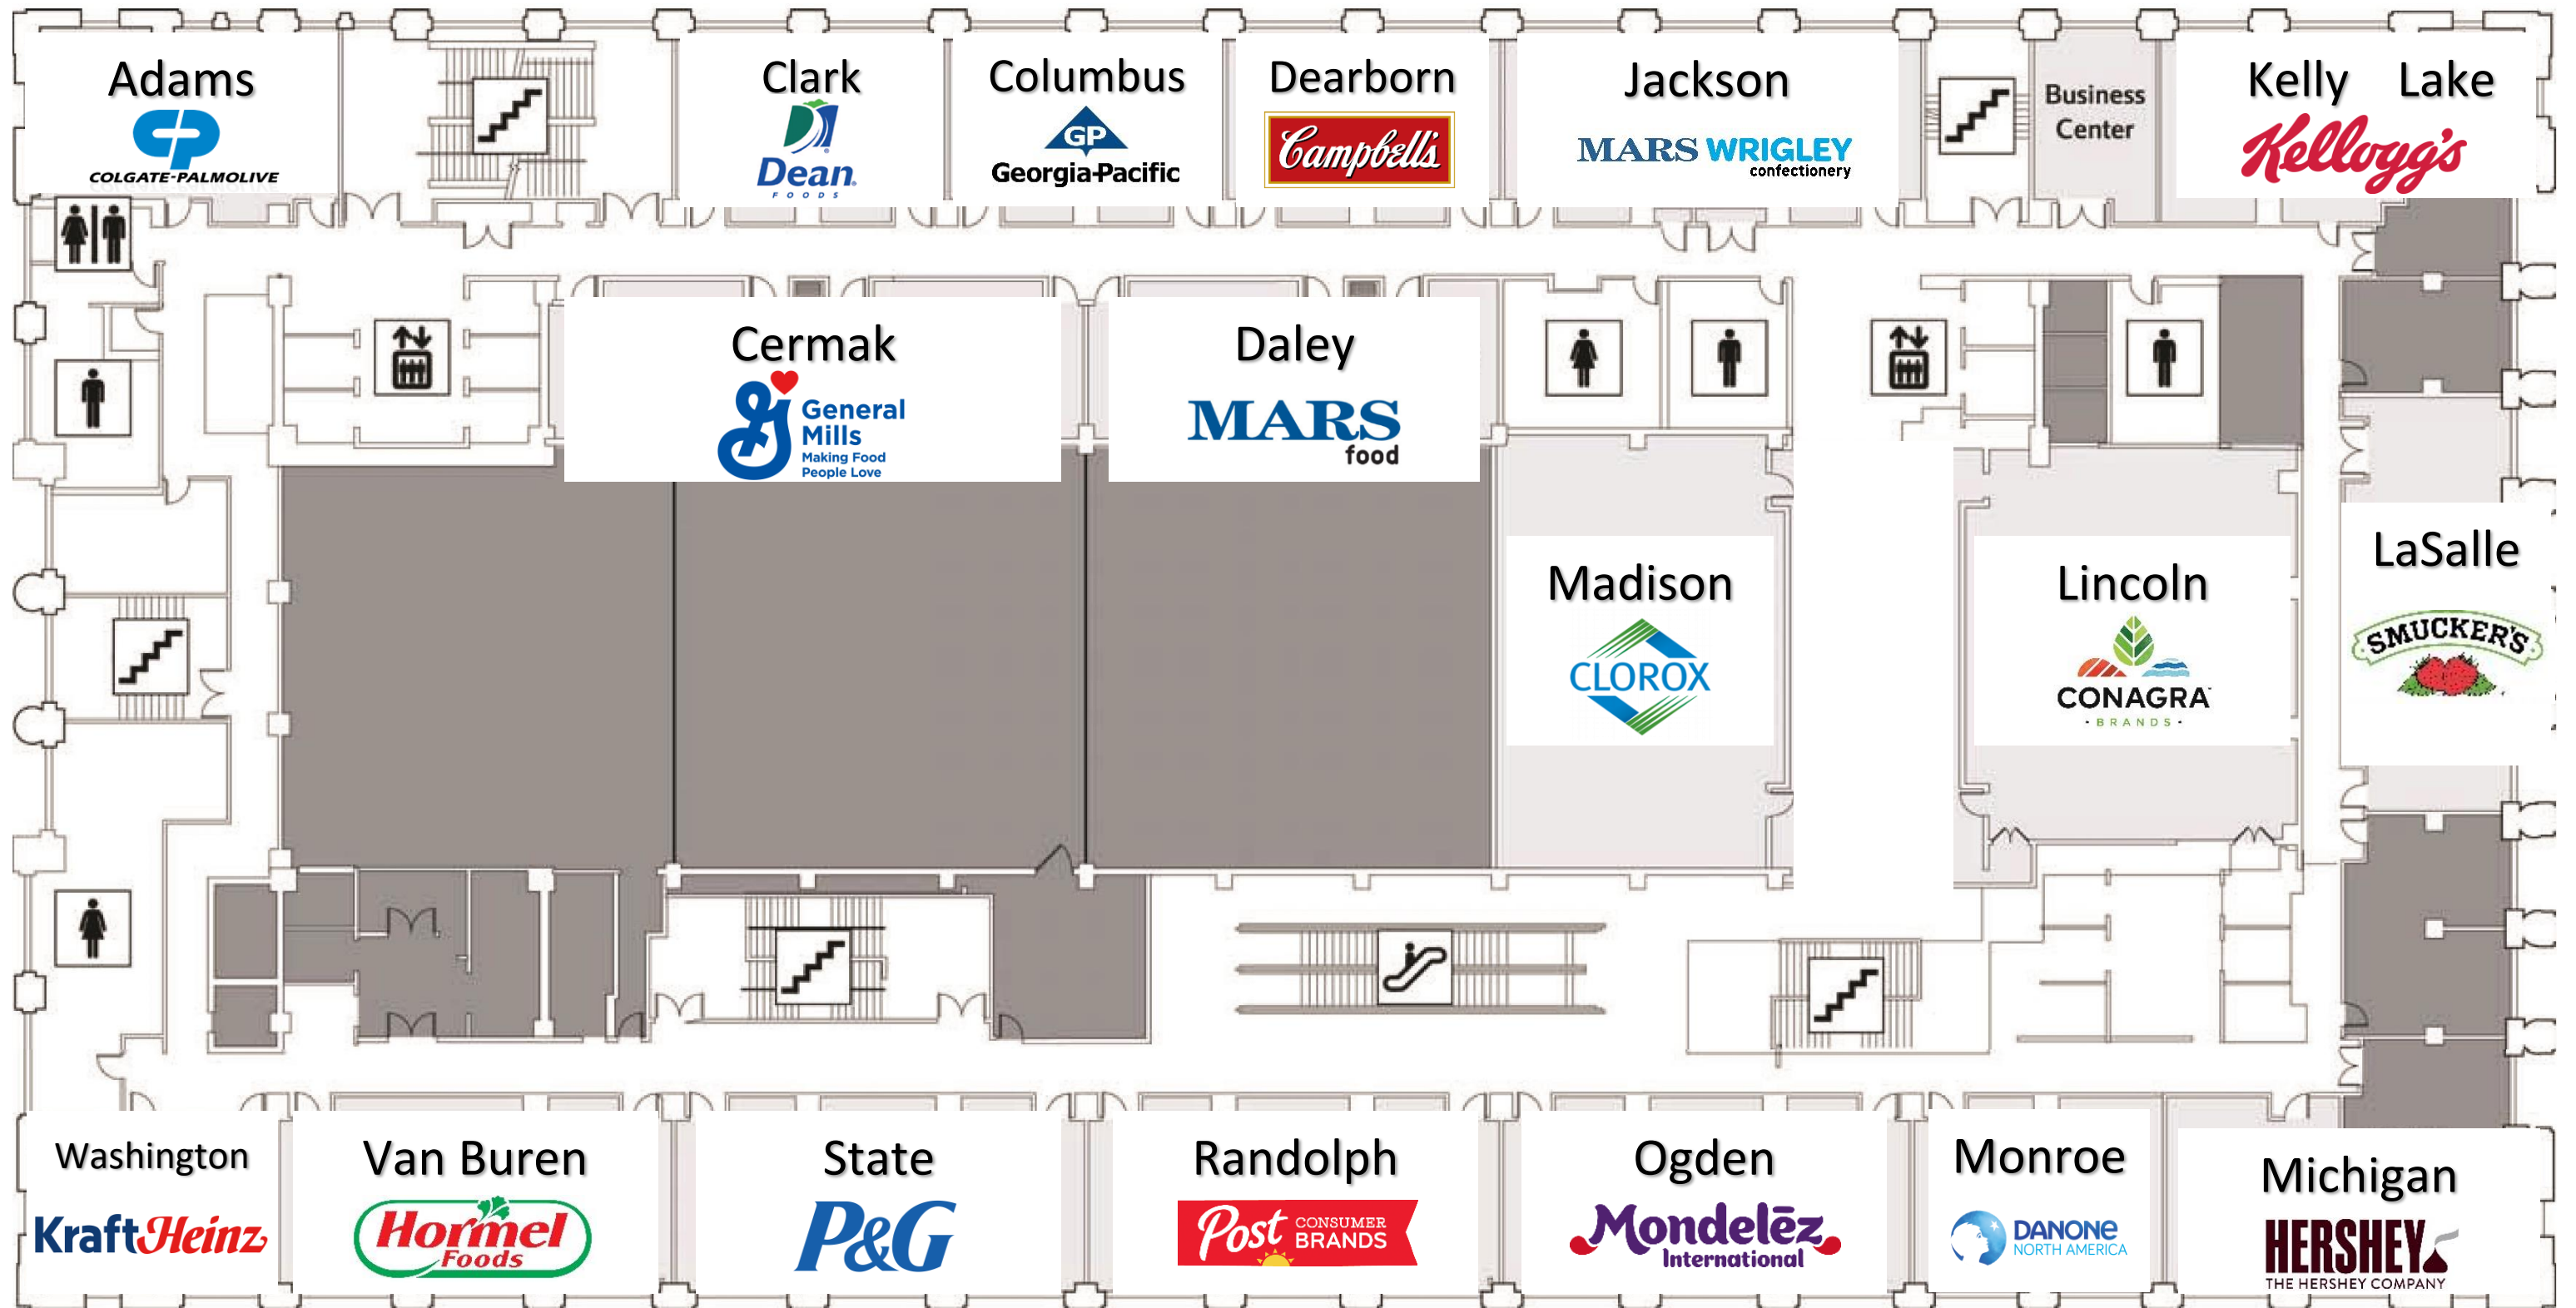 Adams
COLGATE-PALMOLIVE
Clark
Dean
FOODS
Columbus
GP
Georgia-Pacific
Dearborn
Campbell's
Jackson
MARS WRIGLEY
confectionery
Business
Center
Kelly Lake
Kellogg's
Cermak
General
Mills
Making Food
People Love
Daley
MARS
food
Madison
CLOROX
Lincoln
CONAGRA
BRANDS
LaSalle
SMUCKER'S
Washington
KraftHeinz
Van Buren
Hormel
Foods
State
P&G
Randolph
Post CONSUMER
BRANDS
Ogden
Mondelēz
International
Monroe
DANONE
NORTH AMERICA
Michigan
HERSHEY
THE HERSHEY COMPANY